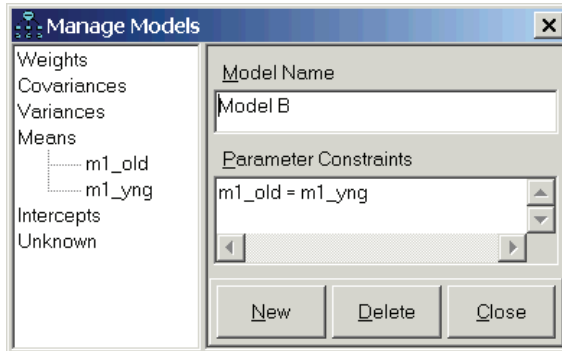 Manage Models
Weights
Covariances
Variances
Means
m1_old
m1_yng
Intercepts
Unknown
Model Name
Model B
Parameter Constraints
m1_old = m1_yng
New
Delete
Close